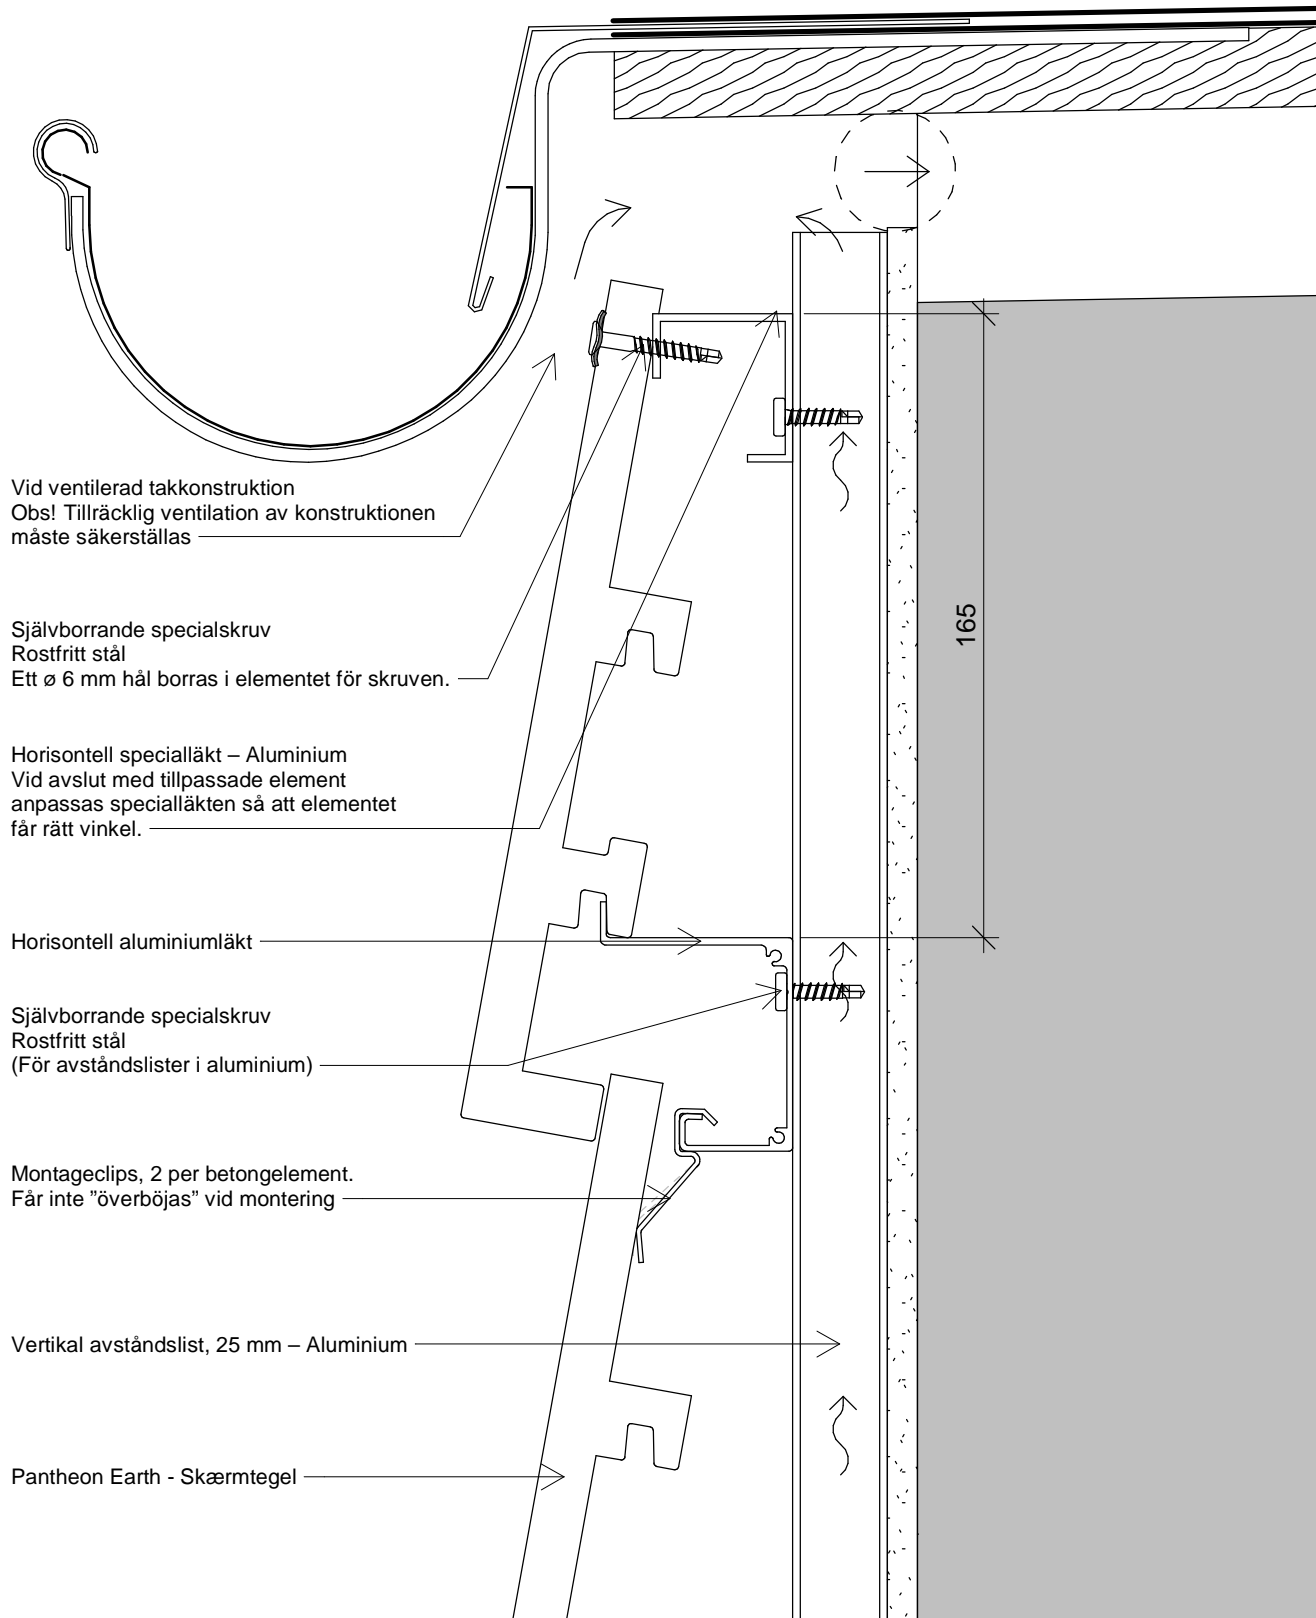 Vid ventilerad takkonstruktion
Obs! Tillräcklig ventilation av konstruktionen
måste säkerställas
Självborrande specialskruv
Rostfritt stål
Ett ø 6 mm hål borras i elementet för skruven.
165
Horisontell specialläkt – Aluminium
Vid avslut med tillpassade element
anpassas specialläkten så att elementet
får rätt vinkel.
Horisontell aluminiumläkt
Självborrande specialskruv
Rostfritt stål
(För avståndslister i aluminium)
Montageclips, 2 per betongelement.
Får inte ”överböjas” vid montering
Vertikal avståndslist, 25 mm – Aluminium
Pantheon Earth - Skærmtegel